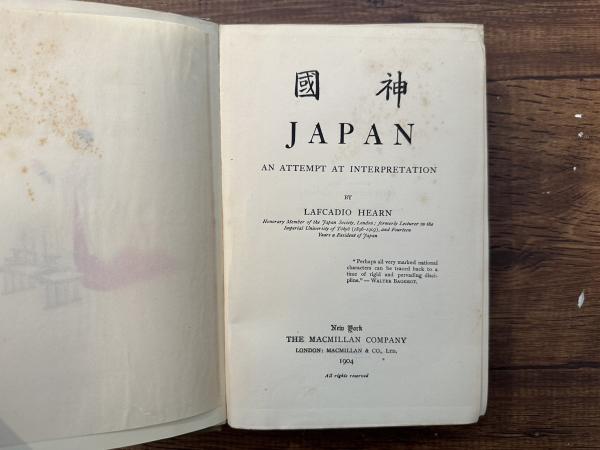 國 神
JAPAN
AN ATTEMPT AT INTERPRETATION
BY
LAFCADIO HEARN
Honorary Member of the Japan Society, London; formerly Lecturer in the
Imperial University of Tōkyō (1896-1903), and Fourteen
Years a Resident of Japan
"Perhaps all very marked national
characters can be traced back to a
time of rigid and pervading disci-
pline." — WALTER BAGEHOT.
New York
THE MACMILLAN COMPANY
LONDON: MACMILLAN & CO., LTD.
1904
All rights reserved